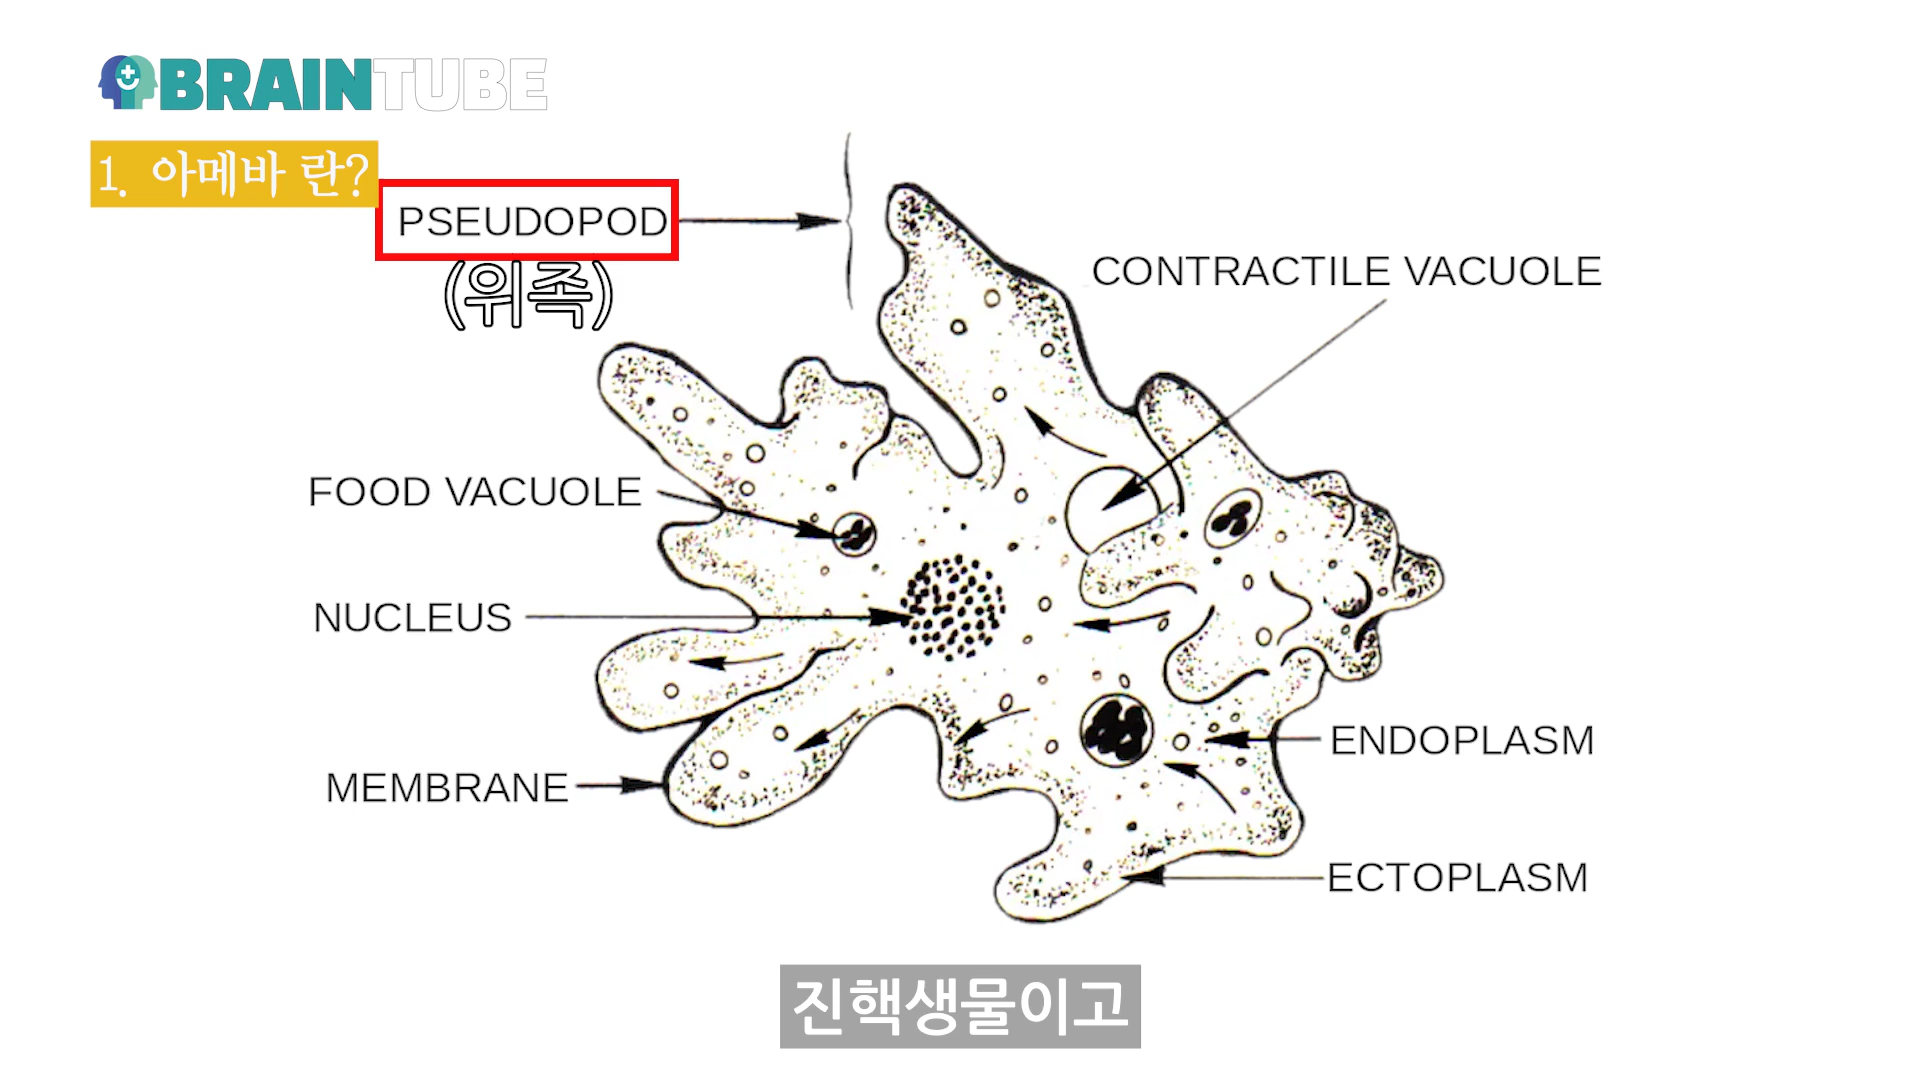 BRAINTUBE
1. 아메바 란?
PSEUDOPOD
(위족)
CONTRACTILE VACUOLE
FOOD VACUOLE
NUCLEUS
MEMBRANE
ENDOPLASM
ECTOPLASM
진핵생물이고